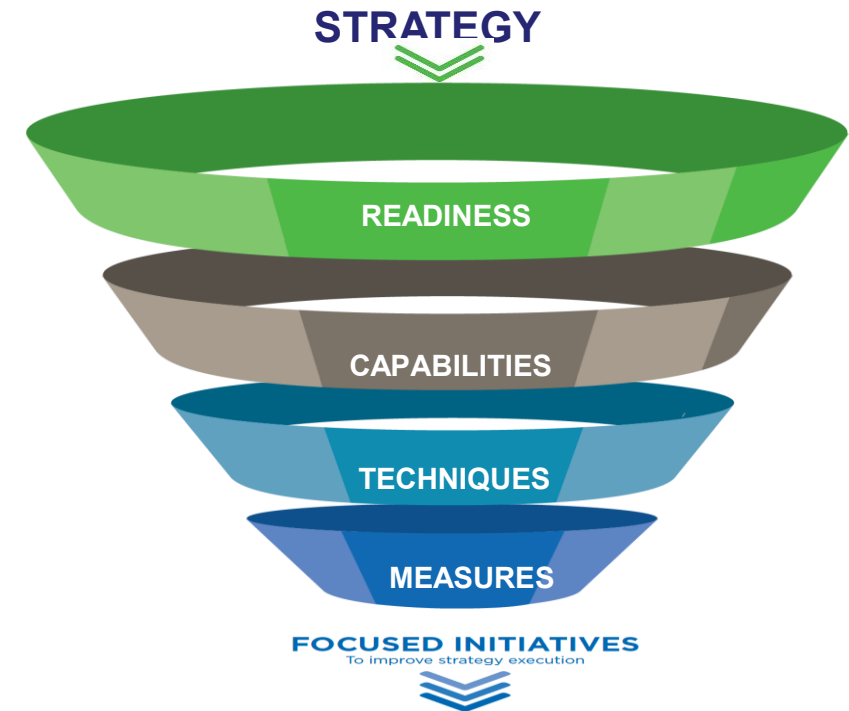 STRATEGY
READINESS
CAPABILITIES
TECHNIQUES
MEASURES
FOCUSED INITIATIVES
To improve strategy execution